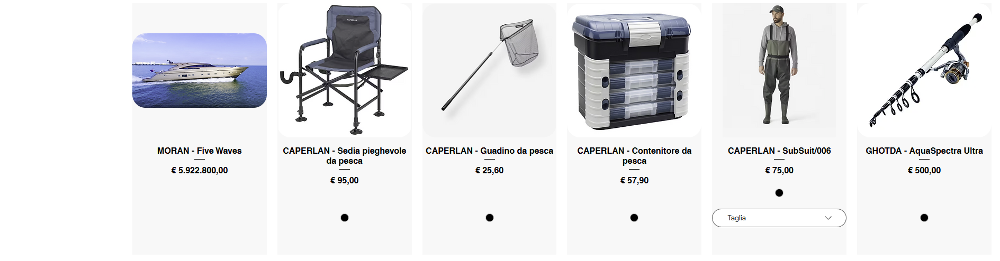 CAPERLAN
MORAN - Five Waves
€ 5.922.800,00
CAPERLAN - Sedia pieghevole
da pesca
€ 95,00
CAPERLAN - Guadino da pesca
€ 25,60
CAPERLAN - Contenitore da
pesca
€ 57,90
CAPERLAN - SubSuit/006
€ 75,00
Taglia
GHOTDA - AquaSpectra Ultra
€ 500,00